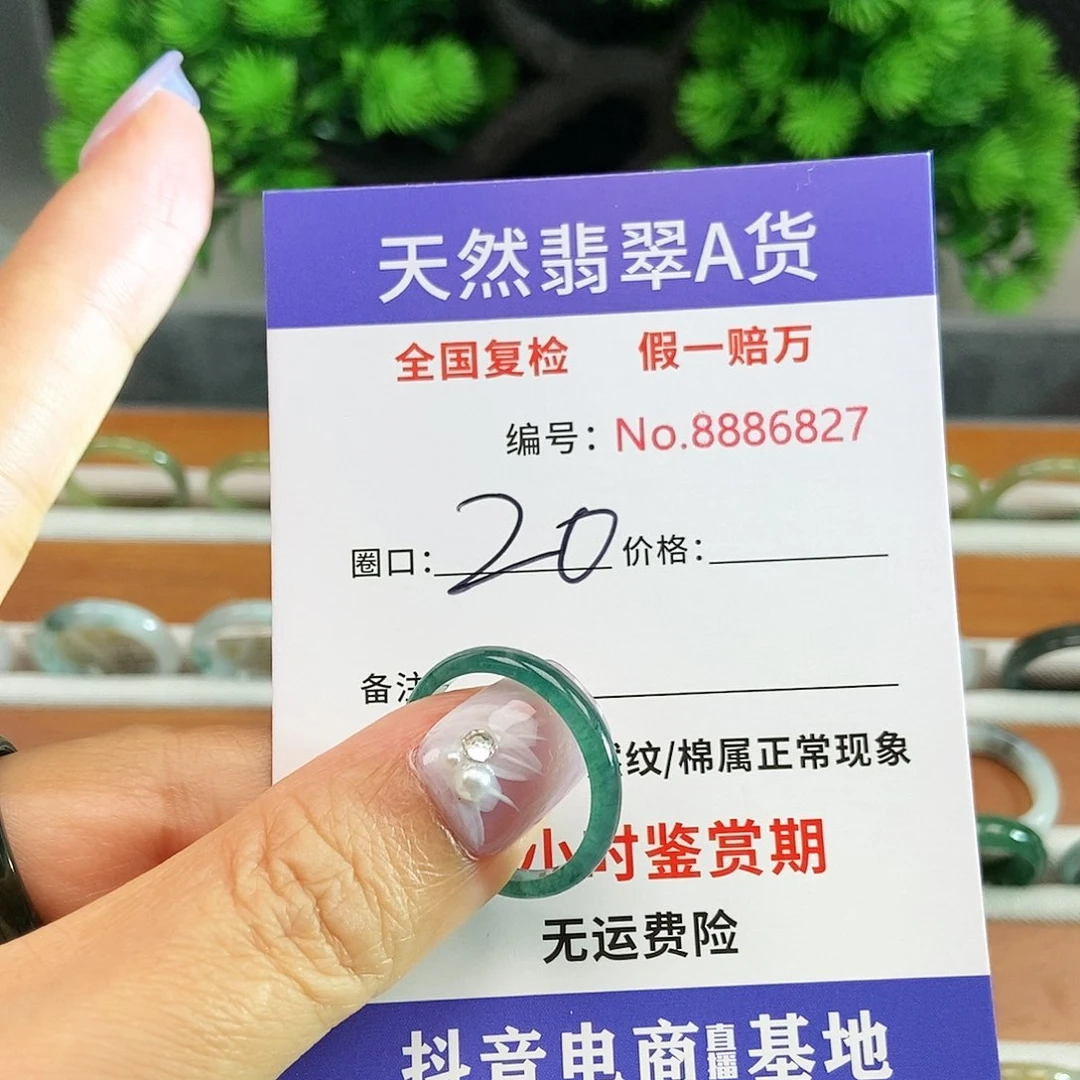 天然翡翠A货
全国复检 假一赔万
编号：No.8886827
圈口：20 价格：
备注
纹/棉属正常现象
小时鉴赏期
无运费险
抖音电商直播基地